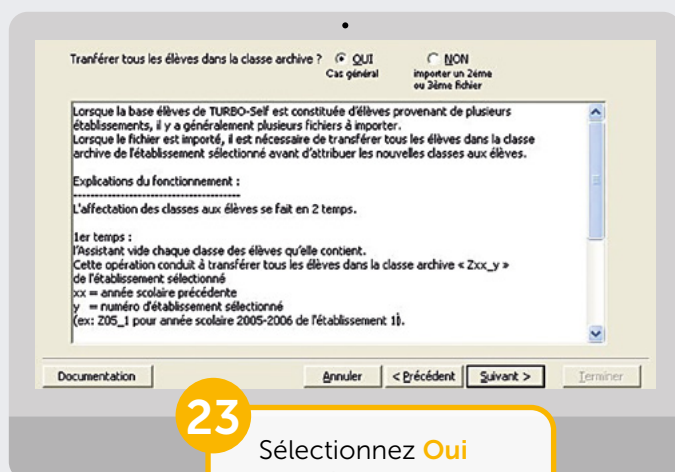 Tranférer tous les élèves dans la classe archive ? QUI NON
Cas général importer un 2éme
ou 3ème fichier
Lorsque la base élèves de TURBO-Self est constituée d'élèves provenant de plusieurs
établissements, il y a généralement plusieurs fichiers à importer.
Lorsque le fichier est importé, il est nécessaire de transférer tous les élèves dans la classe
archive de l'établissement sélectionné avant d'attribuer les nouvelles classes aux élèves.
Explications du fonctionnement :
----------------------------------------
L'affectation des classes aux élèves se fait en 2 temps.
1er temps :
l'Assistant vide chaque classe des élèves qu'elle contient.
Cette opération conduit à transférer tous les élèves dans la classe archive « Zxx_y »
de l'établissement sélectionné
xx = année scolaire précédente
y = numéro d'établissement sélectionné
(ex: Z05_1 pour année scolaire 2005-2006 de l'établissement 1).
Documentation Annuler < Précédent Suivant > Terminer
23
Sélectionnez Oui